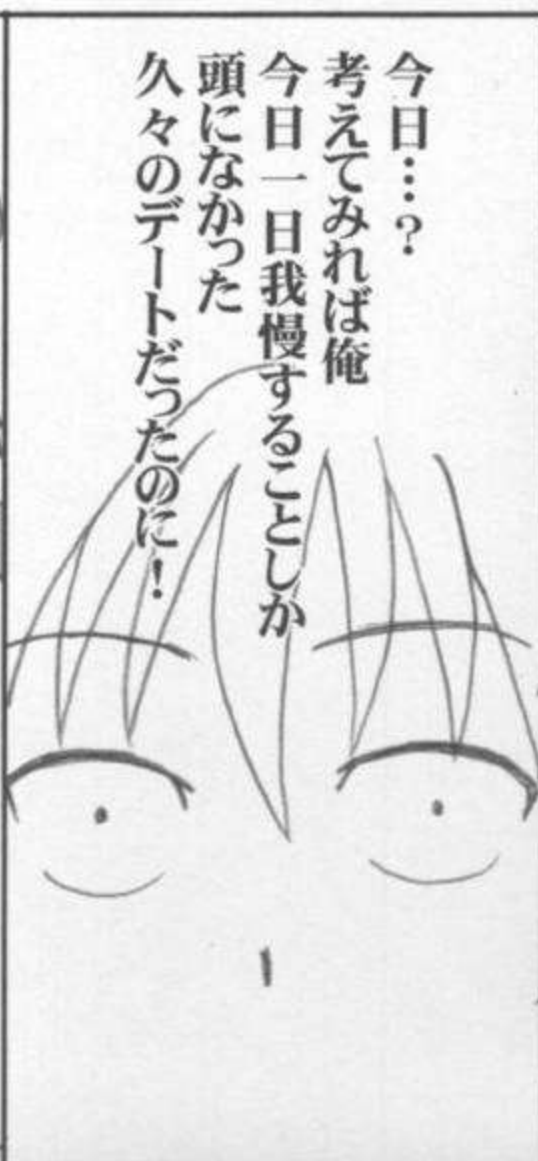 今日…？
考えてみれば俺
今日一日我慢することしか
頭になかった
久々のデートだったのに！